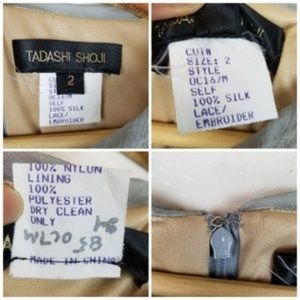 TADASHI SHOJI
2
CUT#
SIZE: 2
STYLE
OC16/M
SELF
100% SILK
LACE/
EMBROIDER
100% NYLON
LINING
100%
POLYESTER
DRY CLEAN
ONLY
MADE IN CHINA